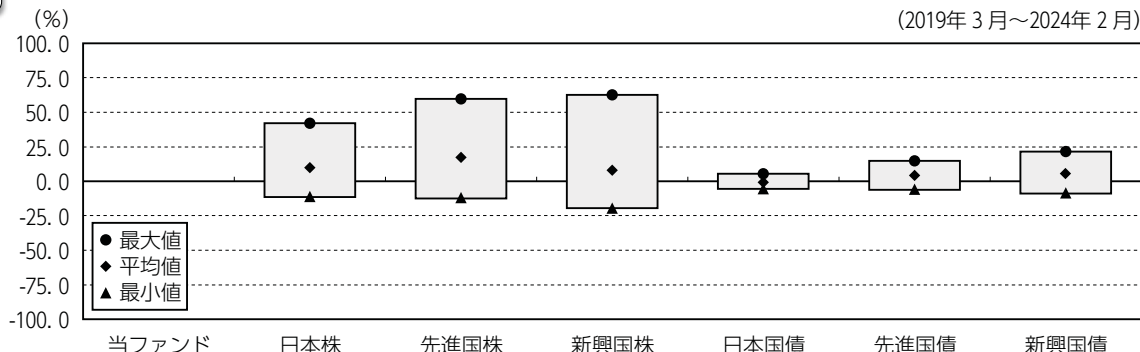 （％）
（2019年３月～2024年２月）
100.0
75.0
50.0
25.0
0.0
-25.0
-50.0
-75.0
-100.0
最大値
平均値
最小値
当ファンド 日本株 先進国株 新興国株 日本国債 先進国債 新興国債